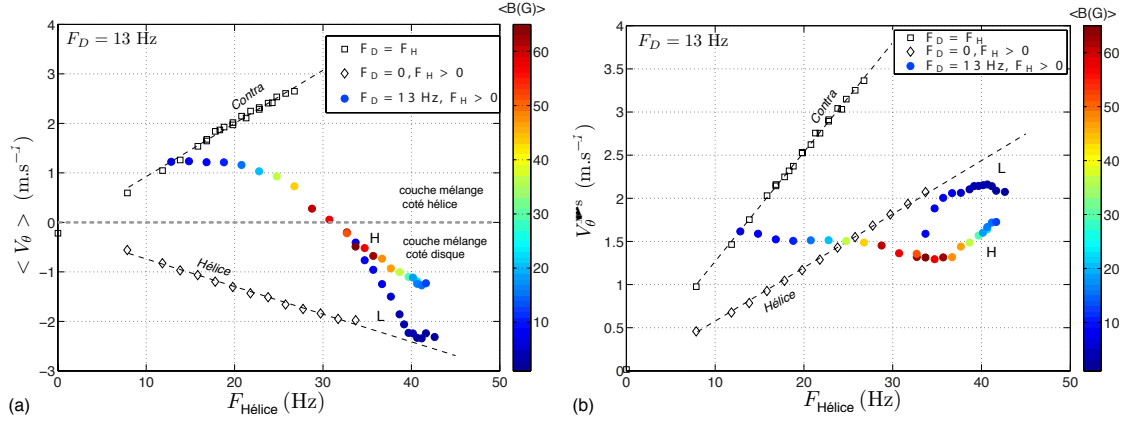 <B(G)>
F_D = 13 Hz
F_D = F_H
F_D = 0, F_H > 0
F_D = 13 Hz, F_H > 0
Contra
couche mélange
coté hélice
H
couche mélange
coté disque
Hélice
L
4
3
2
1
0
−1
−2
−3
< V_θ > (m.s⁻¹)
0
10
20
30
40
50
F_Hélice (Hz)
60
50
40
30
20
10
(a)
(b)
<B(G)>
F_D = 13 Hz
F_D = F_H
F_D = 0, F_H > 0
F_D = 13 Hz, F_H > 0
Contra
L
Hélice
H
4
3.5
3
2.5
2
1.5
1
0.5
0
(m.s⁻¹)
0
10
20
30
40
50
F_Hélice (Hz)
60
50
40
30
20
10